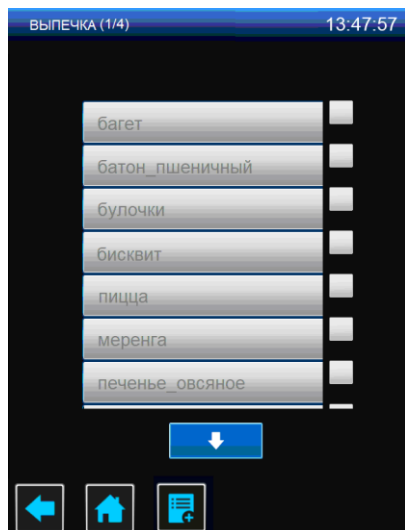 ВЫПЕЧКА (1/4) 13:47:57
багет
батон_пшеничный
булочки
бисквит
пицца
меренга
печенье_овсяное